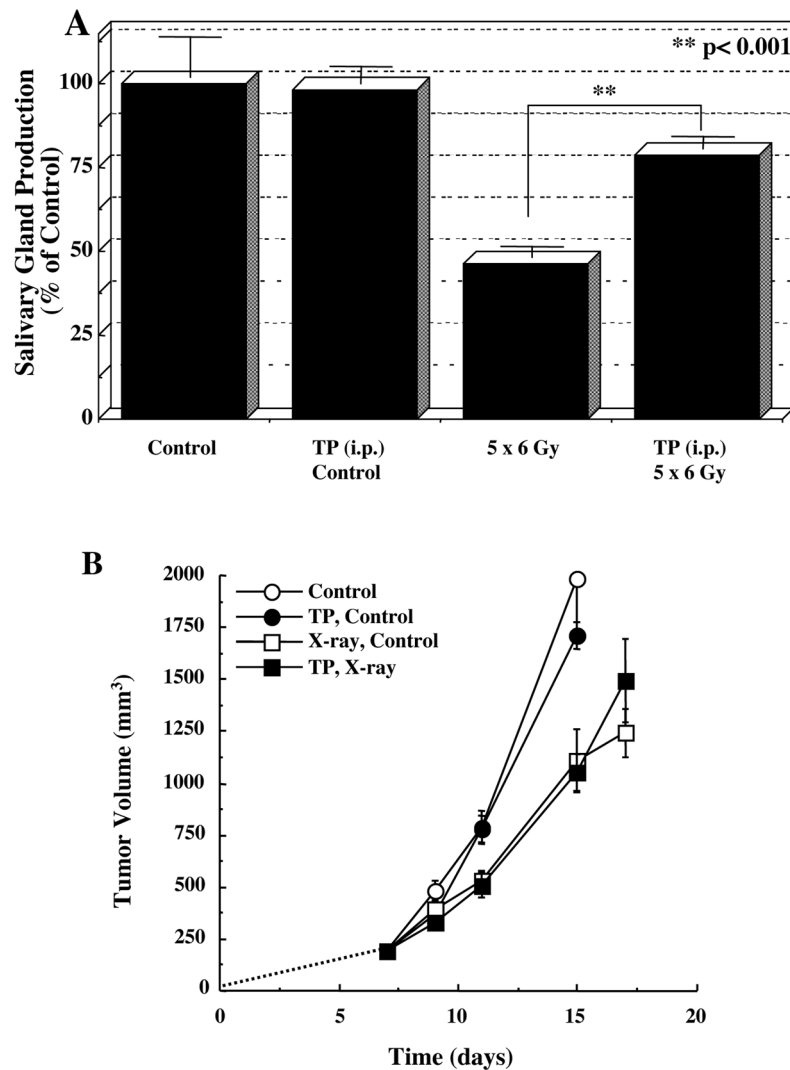 A
** p< 0.001
**
Salivary Gland Production
(% of Control)
100
75
50
25
0
Control
TP (i.p.)
Control
5 x 6 Gy
TP (i.p.)
5 x 6 Gy
B
Control
TP, Control
X-ray, Control
TP, X-ray
Tumor Volume (mm³)
2000
1750
1500
1250
1000
750
500
250
0
0
5
10
15
20
Time (days)